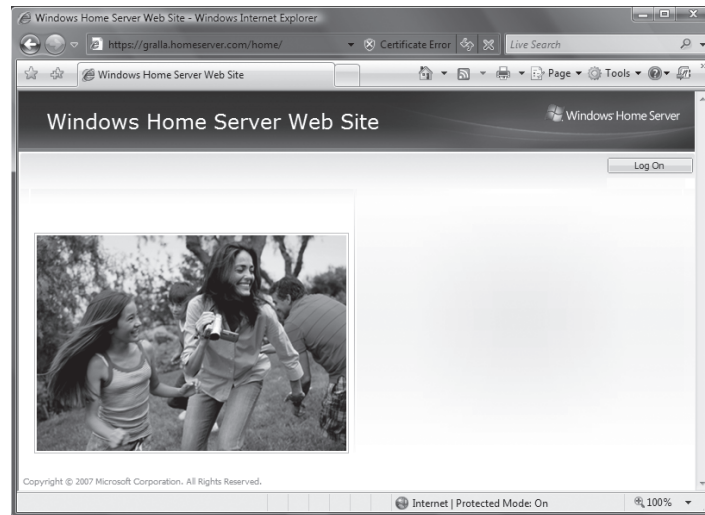 Windows Home Server Web Site - Windows Internet Explorer
https://gralla.homeserver.com/home/ Certificate Error Live Search
Windows Home Server Web Site Page Tools
Windows Home Server Web Site Windows Home Server
Log On
Copyright © 2007 Microsoft Corporation. All Rights Reserved.
Internet | Protected Mode: On 100%